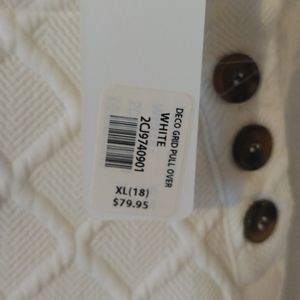 DECO GRID PULL OVER
WHITE
2CJ9740901
XL(18)
$79.95